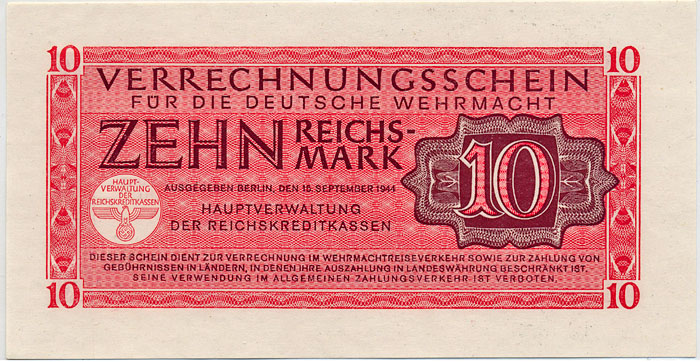 10 10
VERRECHNUNGSSCHEIN
FÜR DIE DEUTSCHE WEHRMACHT
ZEHN REICHS-
MARK
10
HAUPT-
VERWALTUNG
DER
REICHSKREDITKASSEN
AUSGEGEBEN BERLIN, DEN 15. SEPTEMBER 1944
HAUPTVERWALTUNG
DER REICHSKREDITKASSEN
DIESER SCHEIN DIENT ZUR VERRECHNUNG IM WEHRMACHTREISEVERKEHR SOWIE ZUR ZAHLUNG VON
GEBÜHRNISSEN IN LÄNDERN, IN DENEN IHRE AUSZAHLUNG IN LANDESWÄHRUNG BESCHRÄNKT IST.
SEINE VERWENDUNG IM ALLGEMEINEN ZAHLUNGSVERKEHR IST VERBOTEN.
10 10